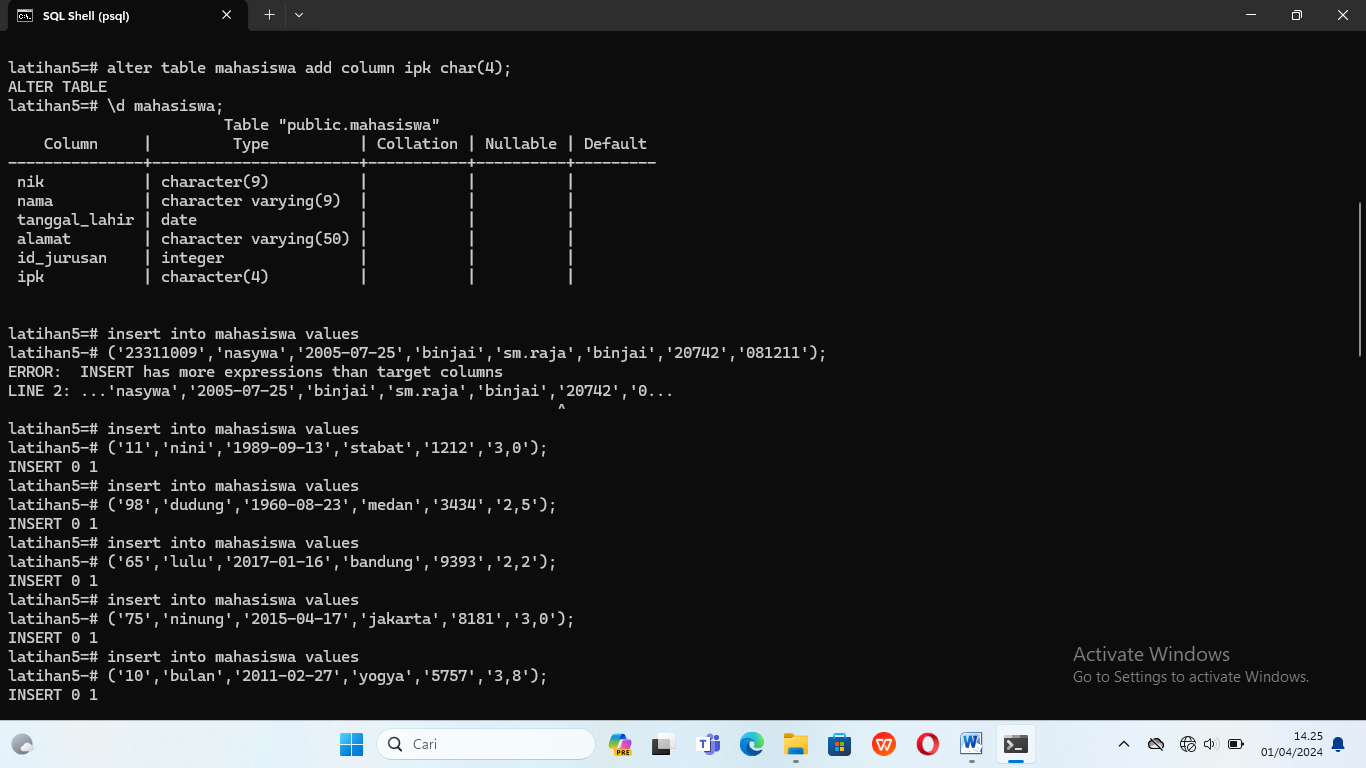 SQL Shell (psql)
latihan5=# alter table mahasiswa add column ipk char(4);
ALTER TABLE
latihan5=# \d mahasiswa;
                        Table "public.mahasiswa"
    Column     |         Type          | Collation | Nullable | Default
---------------+-----------------------+-----------+----------+---------
 nik           | character(9)          |           |          |
 nama          | character varying(9)  |           |          |
 tanggal_lahir | date                  |           |          |
 alamat        | character varying(50) |           |          |
 id_jurusan    | integer               |           |          |
 ipk           | character(4)          |           |          |
latihan5=# insert into mahasiswa values
latihan5-# ('23311009','nasywa','2005-07-25','binjai','sm.raja','binjai','20742','081211');
ERROR:  INSERT has more expressions than target columns
LINE 2: ...'nasywa','2005-07-25','binjai','sm.raja','binjai','20742','0...
                                                             ^
latihan5=# insert into mahasiswa values
latihan5-# ('11','nini','1989-09-13','stabat','1212','3,0');
INSERT 0 1
latihan5=# insert into mahasiswa values
latihan5-# ('98','dudung','1960-08-23','medan','3434','2,5');
INSERT 0 1
latihan5=# insert into mahasiswa values
latihan5-# ('65','lulu','2017-01-16','bandung','9393','2,2');
INSERT 0 1
latihan5=# insert into mahasiswa values
latihan5-# ('75','ninung','2015-04-17','jakarta','8181','3,0');
INSERT 0 1
latihan5=# insert into mahasiswa values
latihan5-# ('10','bulan','2011-02-27','yogya','5757','3,8');
INSERT 0 1
Activate Windows
Go to Settings to activate Windows.
Cari
PRE
14.25
01/04/2024